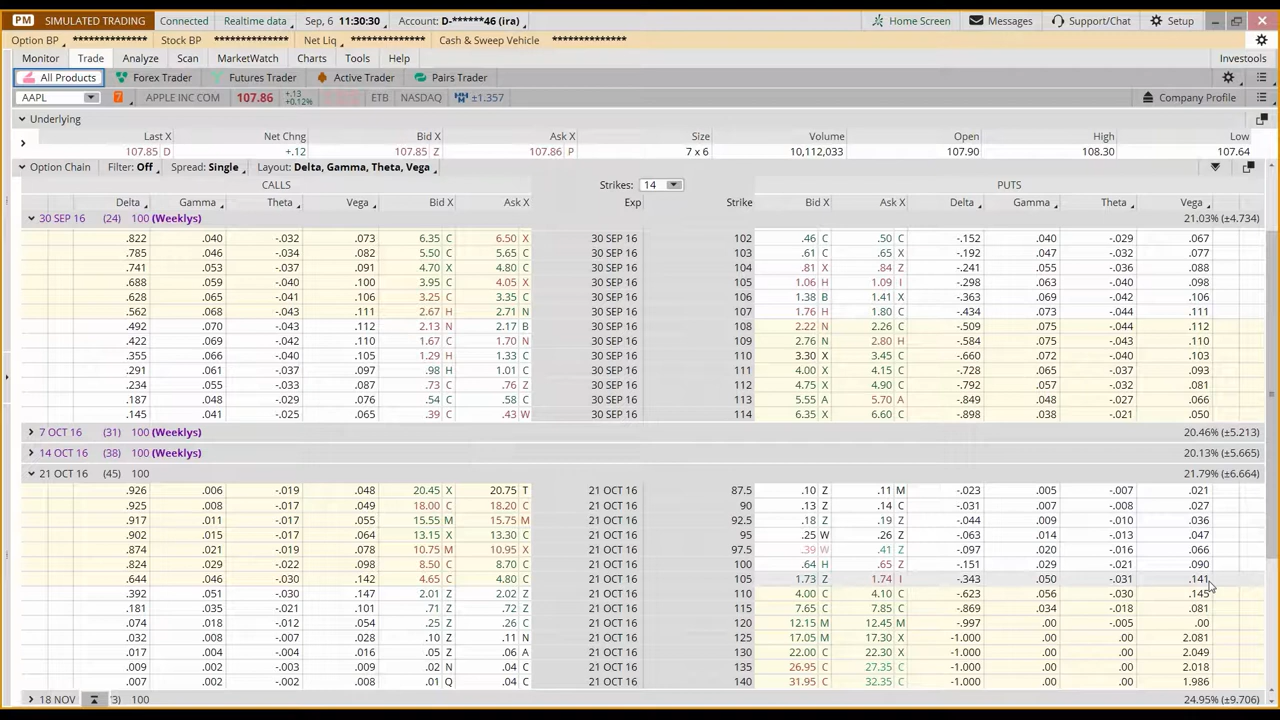 PM SIMULATED TRADING Connected Realtime data Sep, 6 11:30:30 Account: D-******46 (ira) Home Screen Messages Support/Chat Setup
Option BP ************** Stock BP ************** Net Liq ************** Cash & Sweep Vehicle **************
Monitor Trade Analyze Scan MarketWatch Charts Tools Help Investools
All Products Forex Trader Futures Trader Active Trader Pairs Trader
AAPL 7 APPLE INC COM 107.86 +.13 +0.12% ETB NASDAQ ±1.357 Company Profile
Underlying
Last X Net Chng Bid X Ask X Size Volume Open High Low
107.85 D +.12 107.85 Z 107.86 P 7 x 6 10,112,033 107.90 108.30 107.64
Option Chain Filter: Off Spread: Single Layout: Delta, Gamma, Theta, Vega
CALLS Strikes: 14 PUTS
Delta Gamma Theta Vega Bid X Ask X Exp Strike Bid X Ask X Delta Gamma Theta Vega
30 SEP 16 (24) 100 (Weeklys) 21.03% (±4.734)
.822 .040 -.032 .073 6.35 C 6.50 X 30 SEP 16 102 .46 C .50 C -.152 .040 -.029 .067
.785 .046 -.034 .082 5.50 C 5.65 C 30 SEP 16 103 .61 C .65 X -.192 .047 -.032 .077
.741 .053 -.037 .091 4.70 X 4.80 C 30 SEP 16 104 .81 X .84 Z -.241 .055 -.036 .088
.688 .059 -.040 .100 3.95 C 4.05 X 30 SEP 16 105 1.06 H 1.09 I -.298 .063 -.040 .098
.628 .065 -.041 .106 3.25 C 3.35 C 30 SEP 16 106 1.38 B 1.41 X -.363 .069 -.042 .106
.562 .068 -.043 .111 2.67 H 2.71 N 30 SEP 16 107 1.76 H 1.80 C -.434 .073 -.044 .111
.492 .070 -.043 .112 2.13 N 2.17 B 30 SEP 16 108 2.22 N 2.26 C -.509 .075 -.044 .112
.422 .069 -.042 .110 1.67 C 1.70 N 30 SEP 16 109 2.76 N 2.80 H -.584 .075 -.044 .110
.355 .066 -.040 .105 1.29 H 1.33 C 30 SEP 16 110 3.30 X 3.45 C -.660 .072 -.040 .103
.291 .061 -.037 .097 .98 H 1.01 C 30 SEP 16 111 4.00 X 4.15 C -.728 .065 -.037 .093
.234 .055 -.033 .087 .73 C .76 Z 30 SEP 16 112 4.75 X 4.90 C -.792 .057 -.032 .081
.187 .048 -.029 .076 .54 C .58 C 30 SEP 16 113 5.55 A 5.70 A -.849 .048 -.027 .066
.145 .041 -.025 .065 .39 C .43 W 30 SEP 16 114 6.35 X 6.60 C -.898 .038 -.021 .050
7 OCT 16 (31) 100 (Weeklys) 20.46% (±5.213)
14 OCT 16 (38) 100 (Weeklys) 20.13% (±5.665)
21 OCT 16 (45) 100 21.79% (±6.664)
.926 .006 -.019 .048 20.45 X 20.75 T 21 OCT 16 87.5 .10 Z .11 M -.023 .005 -.007 .021
.925 .008 -.017 .049 18.00 C 18.20 C 21 OCT 16 90 .13 Z .14 C -.031 .007 -.008 .027
.917 .011 -.017 .055 15.55 M 15.75 M 21 OCT 16 92.5 .18 Z .19 Z -.044 .009 -.010 .036
.902 .015 -.017 .064 13.15 X 13.30 C 21 OCT 16 95 .25 W .26 Z -.063 .014 -.013 .047
.874 .021 -.019 .078 10.75 M 10.95 X 21 OCT 16 97.5 .39 W .41 Z -.097 .020 -.016 .066
.824 .029 -.022 .098 8.50 C 8.70 C 21 OCT 16 100 .64 H .65 Z -.151 .029 -.021 .090
.644 .046 -.030 .142 4.65 C 4.80 C 21 OCT 16 105 1.73 Z 1.74 I -.343 .050 -.031 .141
.392 .051 -.030 .147 2.01 Z 2.02 Z 21 OCT 16 110 4.00 C 4.10 C -.623 .056 -.030 .145
.181 .035 -.021 .101 .71 Z .72 Z 21 OCT 16 115 7.65 C 7.85 C -.869 .034 -.018 .081
.074 .018 -.012 .054 .25 Z .26 C 21 OCT 16 120 12.15 M 12.45 M -.997 .00 -.005 .00
.032 .008 -.007 .028 .10 Z .11 N 21 OCT 16 125 17.05 M 17.30 X -1.000 .00 .00 2.081
.017 .004 -.005 .017 .05 Z .06 A 21 OCT 16 130 22.00 C 22.30 X -1.000 .00 .00 2.049
.009 .002 -.003 .009 .02 N .04 C 21 OCT 16 135 26.95 C 27.35 C -1.000 .00 .00 2.018
.007 .002 -.002 .008 .01 Q .04 C 21 OCT 16 140 31.95 C 32.35 C -1.000 .00 .00 1.986
18 NOV 3) 100 24.95% (±9.706)